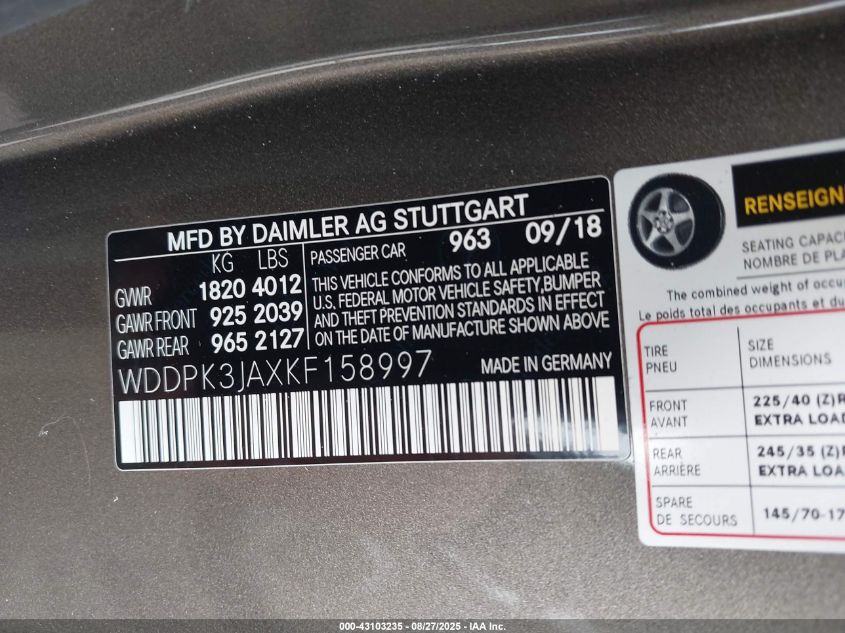 MFD BY DAIMLER AG STUTTGART
KG LBS
GVWR 1820 4012
GAWR FRONT 925 2039
GAWR REAR 965 2127
PASSENGER CAR 963 09/18
THIS VEHICLE CONFORMS TO ALL APPLICABLE
U.S. FEDERAL MOTOR VEHICLE SAFETY,BUMPER
AND THEFT PREVENTION STANDARDS IN EFFECT
ON THE DATE OF MANUFACTURE SHOWN ABOVE
WDDPK3JAXKF158997
MADE IN GERMANY
RENSEIGN
SEATING CAPAC
NOMBRE DE PLA
The combined weight of occup
Le poids total des occupants et du
TIRE
PNEU
SIZE
DIMENSIONS
FRONT
AVANT
225/40 (Z)R
EXTRA LOAD
REAR
ARRIÈRE
245/35 (Z)R
EXTRA LOA
SPARE
DE SECOURS
145/70-17
000-43103235 - 08/27/2025 - IAA Inc.